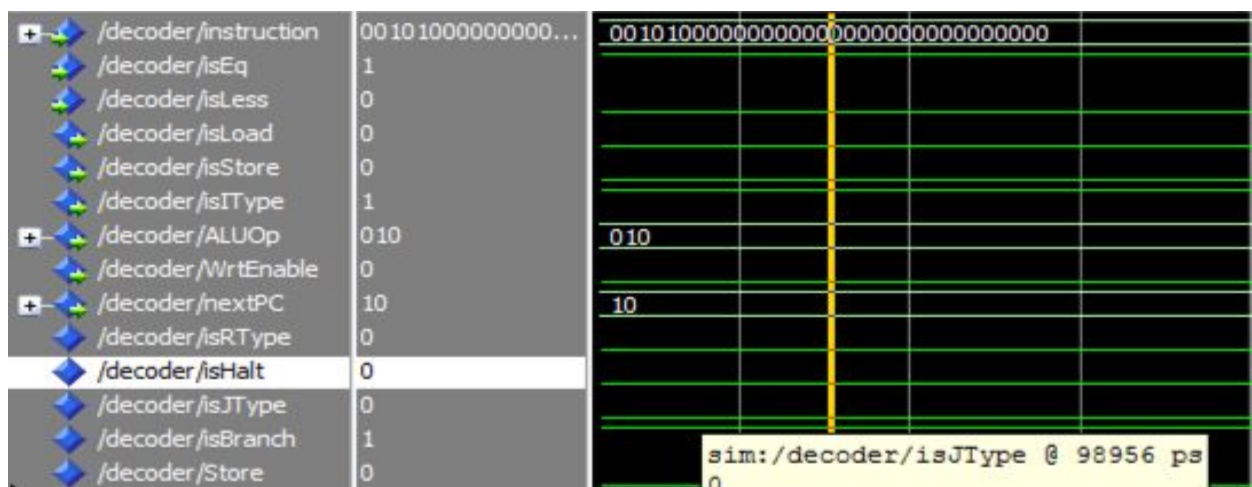 /decoder/instruction 00101000000000... 00101000000000000000000000000000
/decoder/isEq 1
/decoder/isLess 0
/decoder/isLoad 0
/decoder/isStore 0
/decoder/isIType 1
/decoder/ALUOp 010 010
/decoder/WrtEnable 0
/decoder/nextPC 10 10
/decoder/isRType 0
/decoder/isHalt 0
/decoder/isJType 0
/decoder/isBranch 1
/decoder/Store 0
sim:/decoder/isJType @ 98956 ps
0